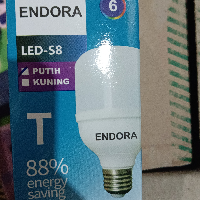 ENDORA
6
LED-S8
PUTIH
KUNING
ENDORA
T
88%
energy
saving